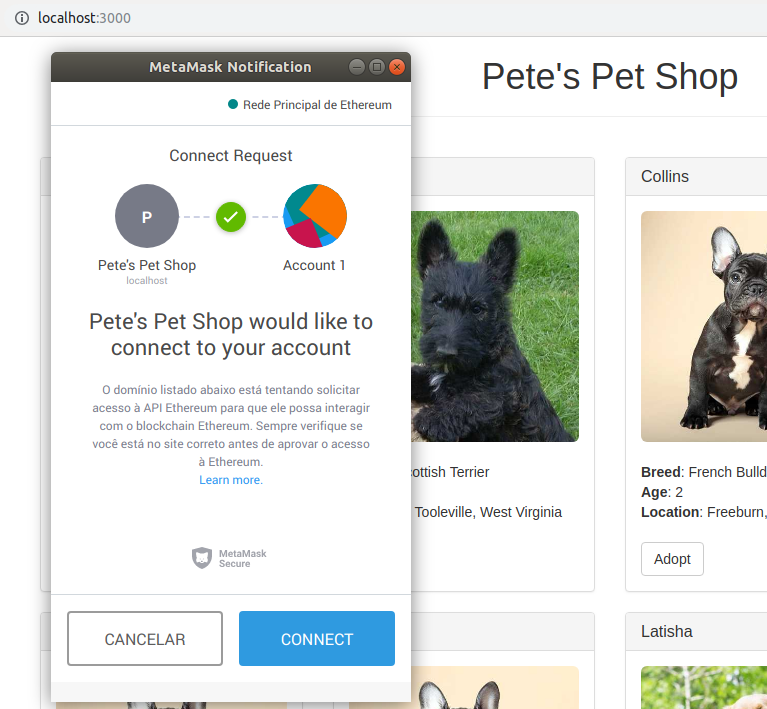 localhost:3000
MetaMask Notification
Rede Principal de Ethereum
Connect Request
P
Pete's Pet Shop
localhost
Account 1
Pete's Pet Shop would like to
connect to your account
O domínio listado abaixo está tentando solicitar
acesso à API Ethereum para que ele possa interagir
com o blockchain Ethereum. Sempre verifique se
você está no site correto antes de aprovar o acesso
à Ethereum.
Learn more.
MetaMask
Secure
CANCELAR
CONNECT
Pete's Pet Shop
Terrier
Tooleville, West Virginia
Collins
Breed: French
Age: 2
Location: Freeburn,
Adopt
Latisha